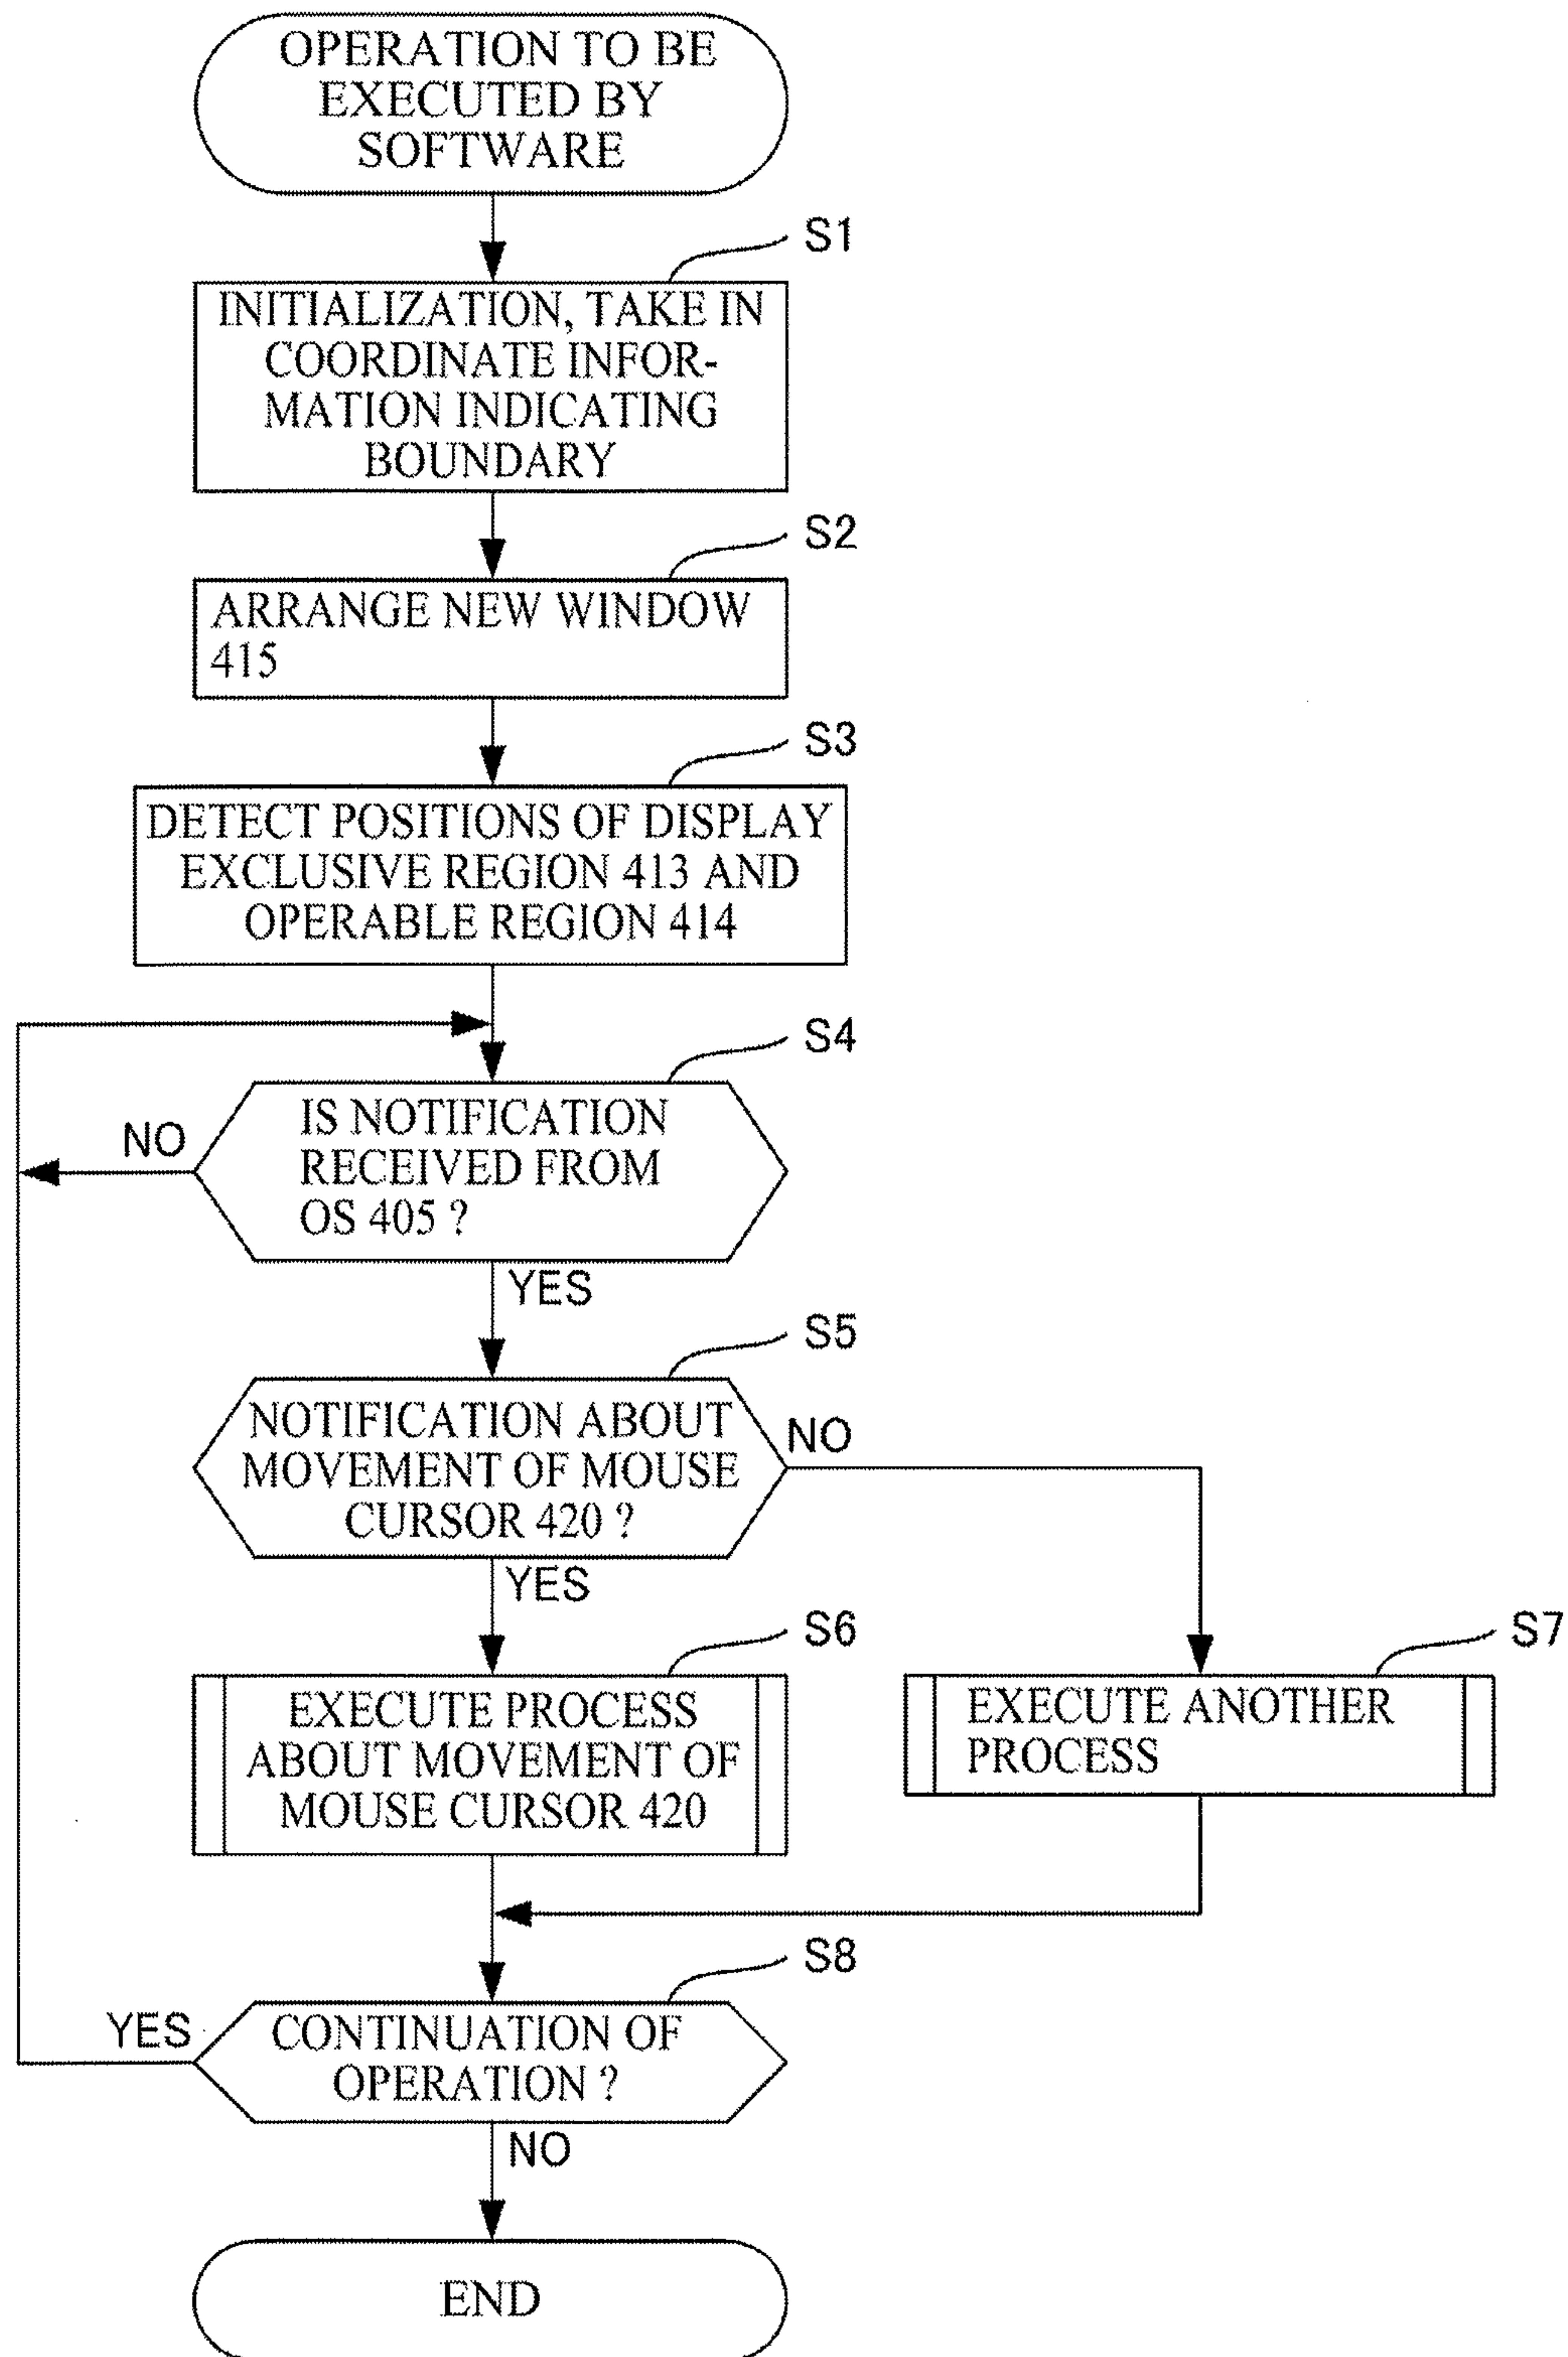 OPERATION TO BE
EXECUTED BY
SOFTWARE
S1
INITIALIZATION, TAKE IN
COORDINATE INFOR-
MATION INDICATING
BOUNDARY
S2
ARRANGE NEW WINDOW
415
S3
DETECT POSITIONS OF DISPLAY
EXCLUSIVE REGION 413 AND
OPERABLE REGION 414
S4
NO
IS NOTIFICATION
RECEIVED FROM
OS 405 ?
YES
S5
NOTIFICATION ABOUT
MOVEMENT OF MOUSE
CURSOR 420 ?
NO
YES
S6
EXECUTE PROCESS
ABOUT MOVEMENT OF
MOUSE CURSOR 420
S7
EXECUTE ANOTHER
PROCESS
S8
YES
CONTINUATION OF
OPERATION ?
NO
END